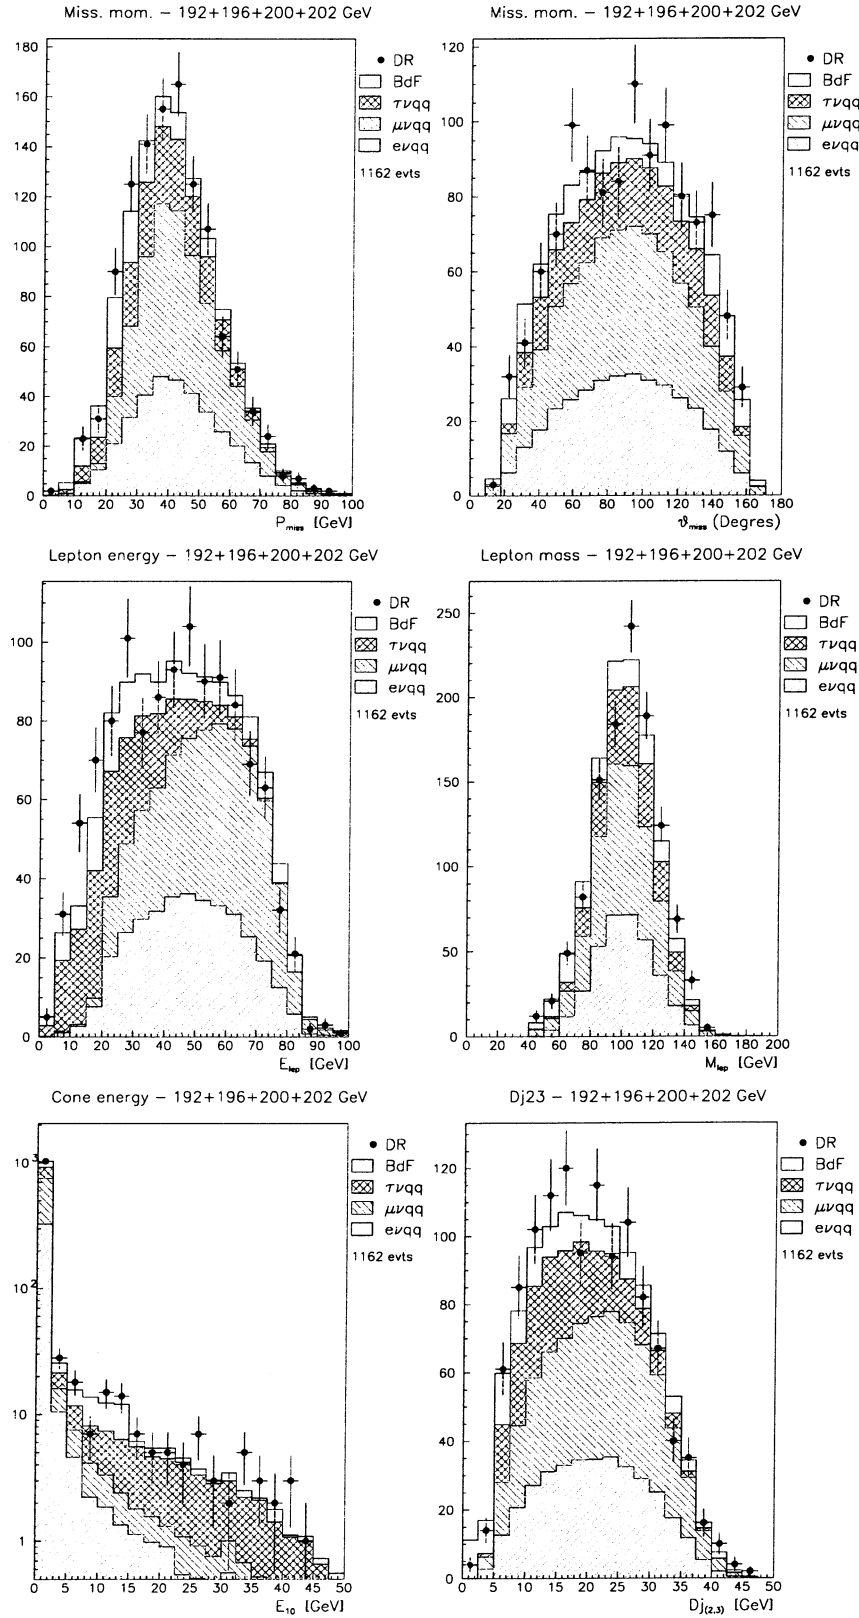 Miss. mom. – 192+196+200+202 GeV
180
160
140
120
100
80
60
40
20
0
0 10 20 30 40 50 60 70 80 90 100
P_miss [GeV]
DR
BdF
τνqq
μνqq
eνqq
1162 evts
Miss. mom. – 192+196+200+202 GeV
120
100
80
60
40
20
0
0 20 40 60 80 100 120 140 160 180
ϑ_miss (Degres)
DR
BdF
τνqq
μνqq
eνqq
1162 evts
Lepton energy – 192+196+200+202 GeV
100
80
60
40
20
0
0 10 20 30 40 50 60 70 80 90 100
E_lep [GeV]
DR
BdF
τνqq
μνqq
eνqq
1162 evts
Lepton mass – 192+196+200+202 GeV
250
200
150
100
50
0
0 20 40 60 80 100 120 140 160 180 200
M_lep [GeV]
DR
BdF
τνqq
μνqq
eνqq
1162 evts
Cone energy – 192+196+200+202 GeV
10³
10²
10
1
0 5 10 15 20 25 30 35 40 45 50
E₁₀ [GeV]
DR
BdF
τνqq
μνqq
eνqq
1162 evts
Dj23 – 192+196+200+202 GeV
120
100
80
60
40
20
0
0 5 10 15 20 25 30 35 40 45 50
Dj_(2,3) [GeV]
DR
BdF
τνqq
μνqq
eνqq
1162 evts